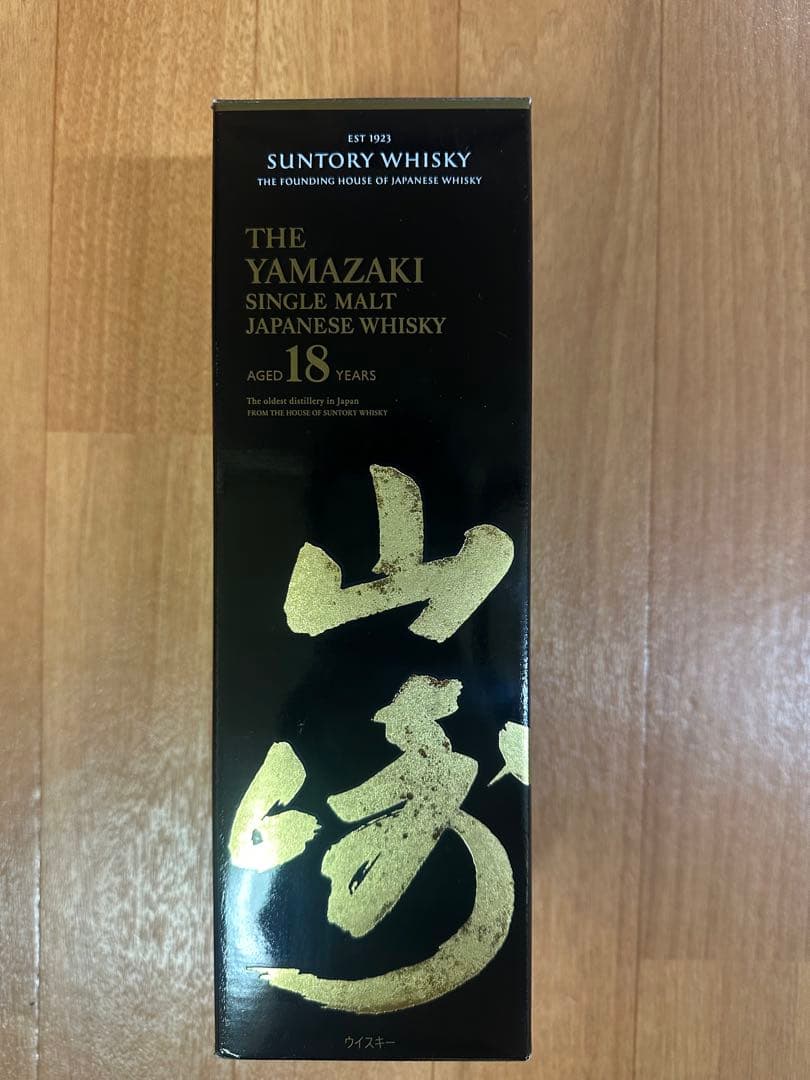 EST 1923
SUNTORY WHISKY
THE FOUNDING HOUSE OF JAPANESE WHISKY
THE
YAMAZAKI
SINGLE MALT
JAPANESE WHISKY
AGED 18 YEARS
The oldest distillery in Japan
FROM THE HOUSE OF SUNTORY WHISKY
山
崎
ウイスキー